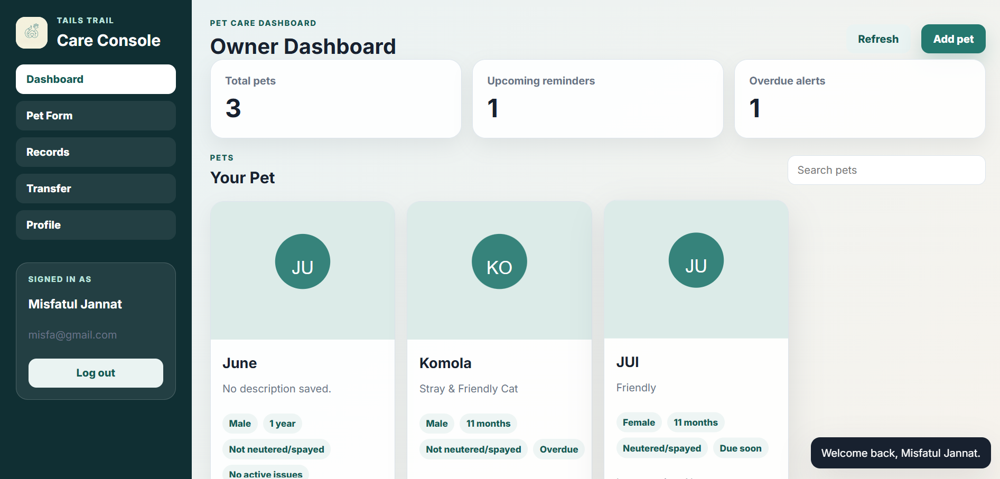 TAILS TRAIL
Care Console
Dashboard
Pet Form
Records
Transfer
Profile
SIGNED IN AS
Misfatul Jannat
misfa@gmail.com
Log out
PET CARE DASHBOARD
Owner Dashboard
Refresh
Add pet
Total pets
3
Upcoming reminders
1
Overdue alerts
1
PETS
Your Pet
Search pets
JU
June
No description saved.
Male
1 year
Not neutered/spayed
No active issues
KO
Komola
Stray & Friendly Cat
Male
11 months
Not neutered/spayed
Overdue
JU
JUI
Friendly
Female
11 months
Neutered/spayed
Due soon
Welcome back, Misfatul Jannat.